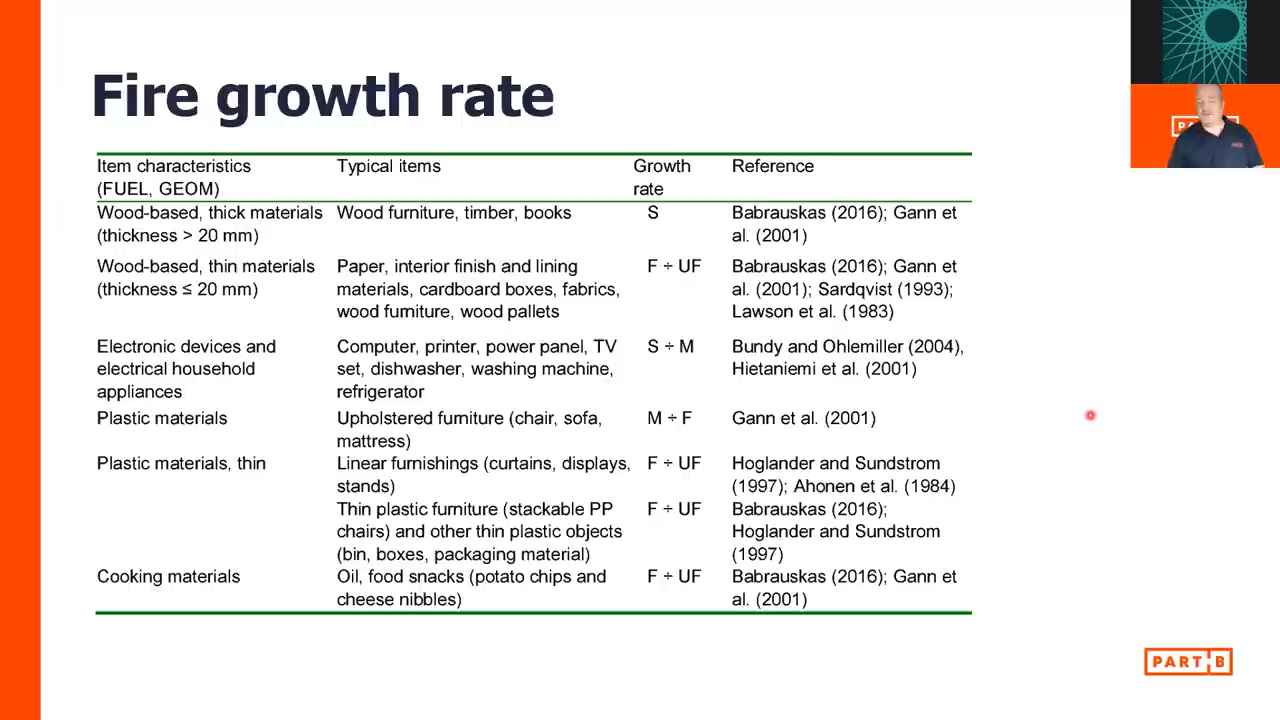 Fire growth rate
Item characteristics
(FUEL, GEOM)
Typical items
Growth
rate
Reference
Wood-based, thick materials
(thickness > 20 mm)
Wood furniture, timber, books
S
Babrauskas (2016); Gann et
al. (2001)
Wood-based, thin materials
(thickness ≤ 20 mm)
Paper, interior finish and lining
materials, cardboard boxes, fabrics,
wood furniture, wood pallets
F ÷ UF
Babrauskas (2016); Gann et
al. (2001); Sardqvist (1993);
Lawson et al. (1983)
Electronic devices and
electrical household
appliances
Computer, printer, power panel, TV
set, dishwasher, washing machine,
refrigerator
S ÷ M
Bundy and Ohlemiller (2004),
Hietaniemi et al. (2001)
Plastic materials
Upholstered furniture (chair, sofa,
mattress)
M ÷ F
Gann et al. (2001)
Plastic materials, thin
Linear furnishings (curtains, displays,
stands)
F ÷ UF
Hoglander and Sundstrom
(1997); Ahonen et al. (1984)
Thin plastic furniture (stackable PP
chairs) and other thin plastic objects
(bin, boxes, packaging material)
F ÷ UF
Babrauskas (2016);
Hoglander and Sundstrom
(1997)
Cooking materials
Oil, food snacks (potato chips and
cheese nibbles)
F ÷ UF
Babrauskas (2016); Gann et
al. (2001)
PART B